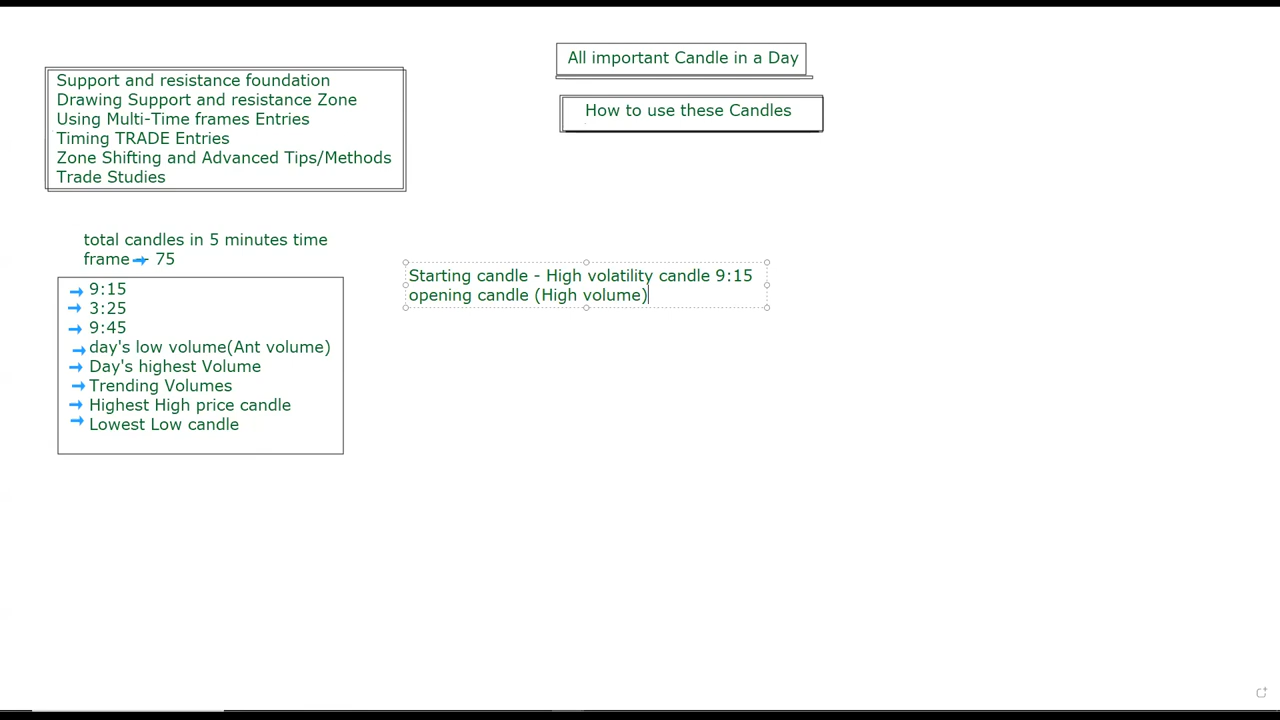 All important Candle in a Day
How to use these Candles
Support and resistance foundation
Drawing Support and resistance Zone
Using Multi-Time frames Entries
Timing TRADE Entries
Zone Shifting and Advanced Tips/Methods
Trade Studies
total candles in 5 minutes time
frame - 75
9:15
3:25
9:45
day's low volume(Ant volume)
Day's highest Volume
Trending Volumes
Highest High price candle
Lowest Low candle
Starting candle - High volatility candle 9:15
opening candle (High volume)